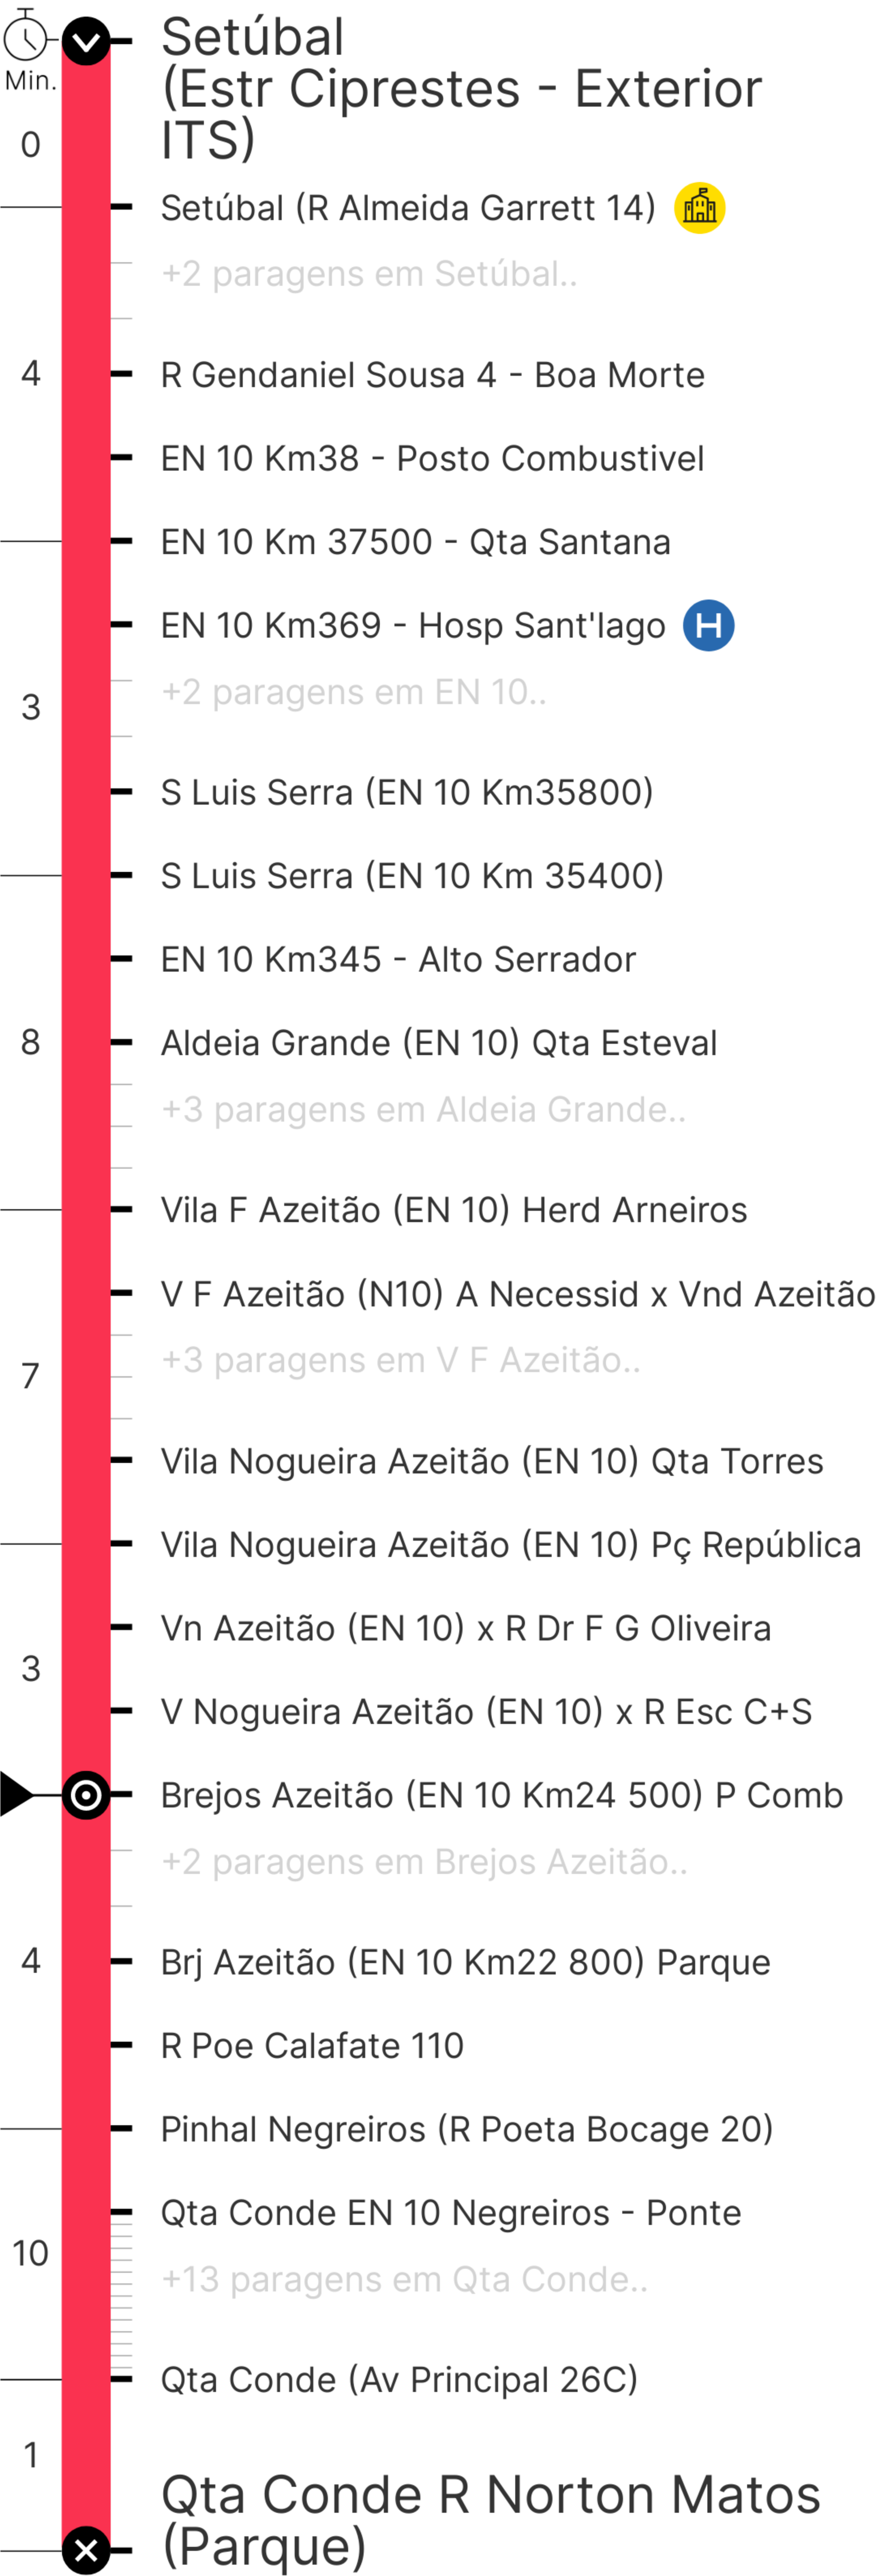 Setúbal
(Estr Ciprestes - Exterior
ITS)
Min.
0
Setúbal (R Almeida Garrett 14)
+2 paragens em Setúbal..
4
R Gendaniel Sousa 4 - Boa Morte
EN 10 Km38 - Posto Combustivel
EN 10 Km 37500 - Qta Santana
EN 10 Km369 - Hosp Sant'Iago H
+2 paragens em EN 10..
3
S Luis Serra (EN 10 Km35800)
S Luis Serra (EN 10 Km 35400)
EN 10 Km345 - Alto Serrador
8
Aldeia Grande (EN 10) Qta Esteval
+3 paragens em Aldeia Grande..
Vila F Azeitão (EN 10) Herd Arneiros
V F Azeitão (N10) A Necessid x Vnd Azeitão
+3 paragens em V F Azeitão..
7
Vila Nogueira Azeitão (EN 10) Qta Torres
Vila Nogueira Azeitão (EN 10) Pç República
Vn Azeitão (EN 10) x R Dr F G Oliveira
3
V Nogueira Azeitão (EN 10) x R Esc C+S
Brejos Azeitão (EN 10 Km24 500) P Comb
+2 paragens em Brejos Azeitão..
4
Brj Azeitão (EN 10 Km22 800) Parque
R Poe Calafate 110
Pinhal Negreiros (R Poeta Bocage 20)
Qta Conde EN 10 Negreiros - Ponte
10
+13 paragens em Qta Conde..
Qta Conde (Av Principal 26C)
1
Qta Conde R Norton Matos
(Parque)